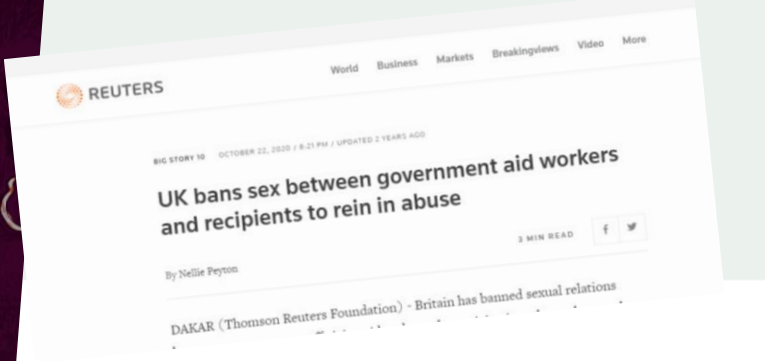 REUTERS
World Business Markets Breakingviews Video More
BIG STORY 10 OCTOBER 22, 2020 / 8:21 PM / UPDATED 2 YEARS AGO
UK bans sex between government aid workers
and recipients to rein in abuse
3 MIN READ
By Nellie Peyton
DAKAR (Thomson Reuters Foundation) - Britain has banned sexual relations